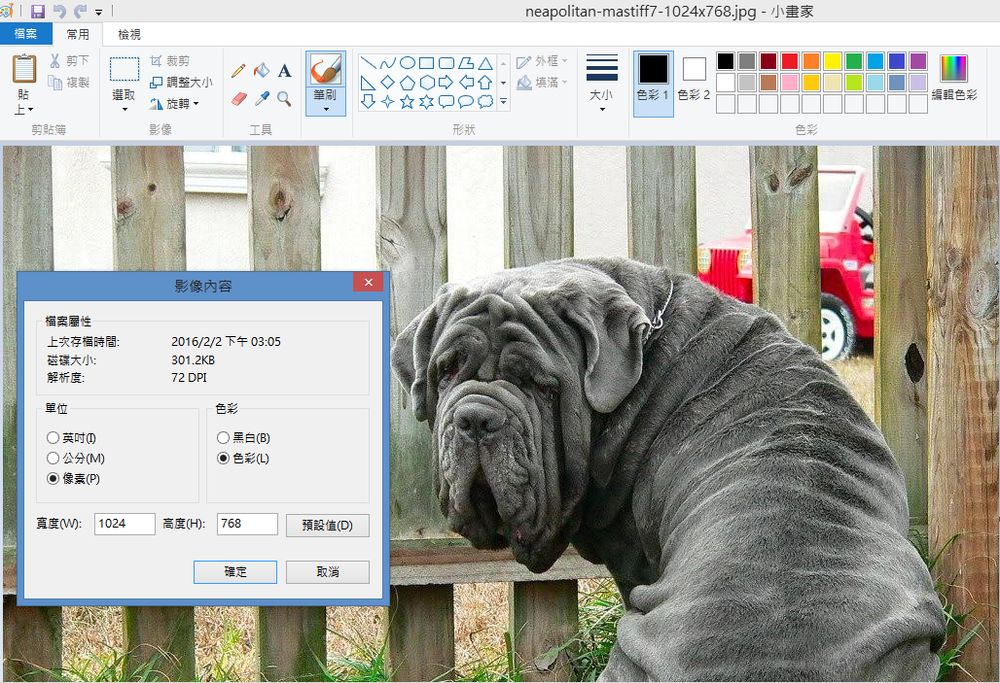 neapolitan-mastiff7-1024x768.jpg - 小畫家
檔案 常用 檢視
貼上
剪下
複製
剪貼簿
選取
裁剪
調整大小
旋轉
影像
A
工具
筆刷
外框
填滿
形狀
大小
色彩 1
色彩 2
編輯色彩
色彩
影像內容
檔案屬性
上次存檔時間: 2016/2/2 下午 03:05
磁碟大小: 301.2KB
解析度: 72 DPI
單位
英吋(I)
公分(M)
像素(P)
色彩
黑白(B)
色彩(L)
寬度(W): 1024 高度(H): 768 預設值(D)
確定 取消